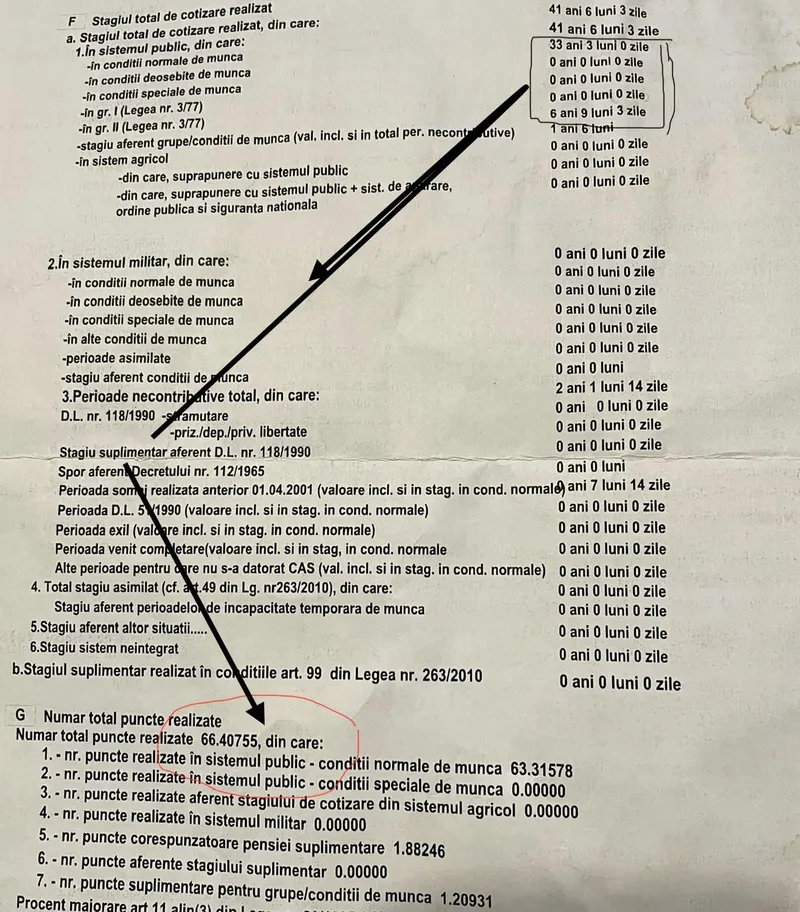 F Stagiul total de cotizare realizat 41 ani 6 luni 3 zile
a. Stagiul total de cotizare realizat, din care: 41 ani 6 luni 3 zile
1.În sistemul public, din care: 33 ani 3 luni 0 zile
-în conditii normale de munca 0 ani 0 luni 0 zile
-în conditii deosebite de munca 0 ani 0 luni 0 zile
-în conditii speciale de munca 0 ani 0 luni 0 zile
-în gr. I (Legea nr. 3/77) 6 ani 9 luni 3 zile
-în gr. II (Legea nr. 3/77) 1 ani 6 luni
-stagiu aferent grupe/conditii de munca (val. incl. si in total per. necontributive) 0 ani 0 luni 0 zile
-în sistem agricol 0 ani 0 luni 0 zile
-din care, suprapunere cu sistemul public 0 ani 0 luni 0 zile
-din care, suprapunere cu sistemul public + sist. de aparare,
ordine publica si siguranta nationala
2.În sistemul militar, din care: 0 ani 0 luni 0 zile
-în conditii normale de munca 0 ani 0 luni 0 zile
-în conditii deosebite de munca 0 ani 0 luni 0 zile
-în conditii speciale de munca 0 ani 0 luni 0 zile
-în alte conditii de munca 0 ani 0 luni 0 zile
-perioade asimilate 0 ani 0 luni 0 zile
-stagiu aferent conditii de munca 0 ani 0 luni
3.Perioade necontributive total, din care: 2 ani 1 luni 14 zile
D.L. nr. 118/1990 -stramutare 0 ani 0 luni 0 zile
-priz./dep./priv. libertate 0 ani 0 luni 0 zile
Stagiu suplimentar aferent D.L. nr. 118/1990 0 ani 0 luni 0 zile
Spor aferent Decretului nr. 112/1965 0 ani 0 luni
Perioada somaj realizata anterior 01.04.2001 (valoare incl. si in stag. in cond. normale) 0 ani 7 luni 14 zile
Perioada D.L. 51/1990 (valoare incl. si in stag. in cond. normale) 0 ani 0 luni 0 zile
Perioada exil (valoare incl. si in stag. in cond. normale) 0 ani 0 luni 0 zile
Perioada venit completare(valoare incl. si in stag, in cond. normale 0 ani 0 luni 0 zile
Alte perioade pentru care nu s-a datorat CAS (val. incl. si in stag. in cond. normale) 0 ani 0 luni 0 zile
4. Total stagiu asimilat (cf. art.49 din Lg. nr263/2010), din care: 0 ani 0 luni 0 zile
Stagiu aferent perioadelor de incapacitate temporara de munca 0 ani 0 luni 0 zile
5.Stagiu aferent altor situatii..... 0 ani 0 luni 0 zile
6.Stagiu sistem neintegrat 0 ani 0 luni 0 zile
b.Stagiul suplimentar realizat în conditiile art. 99 din Legea nr. 263/2010 0 ani 0 luni 0 zile
G Numar total puncte realizate
Numar total puncte realizate 66.40755, din care:
1. - nr. puncte realizate în sistemul public - conditii normale de munca 63.31578
2. - nr. puncte realizate în sistemul public - conditii speciale de munca 0.00000
3. - nr. puncte realizate aferent stagiului de cotizare din sistemul agricol 0.00000
4. - nr. puncte realizate în sistemul militar 0.00000
5. - nr. puncte corespunzatoare pensiei suplimentare 1.88246
6. - nr. puncte aferente stagiului suplimentar 0.00000
7. - nr. puncte suplimentare pentru grupe/conditii de munca 1.20931
Procent majorare art 11 alin(3) din